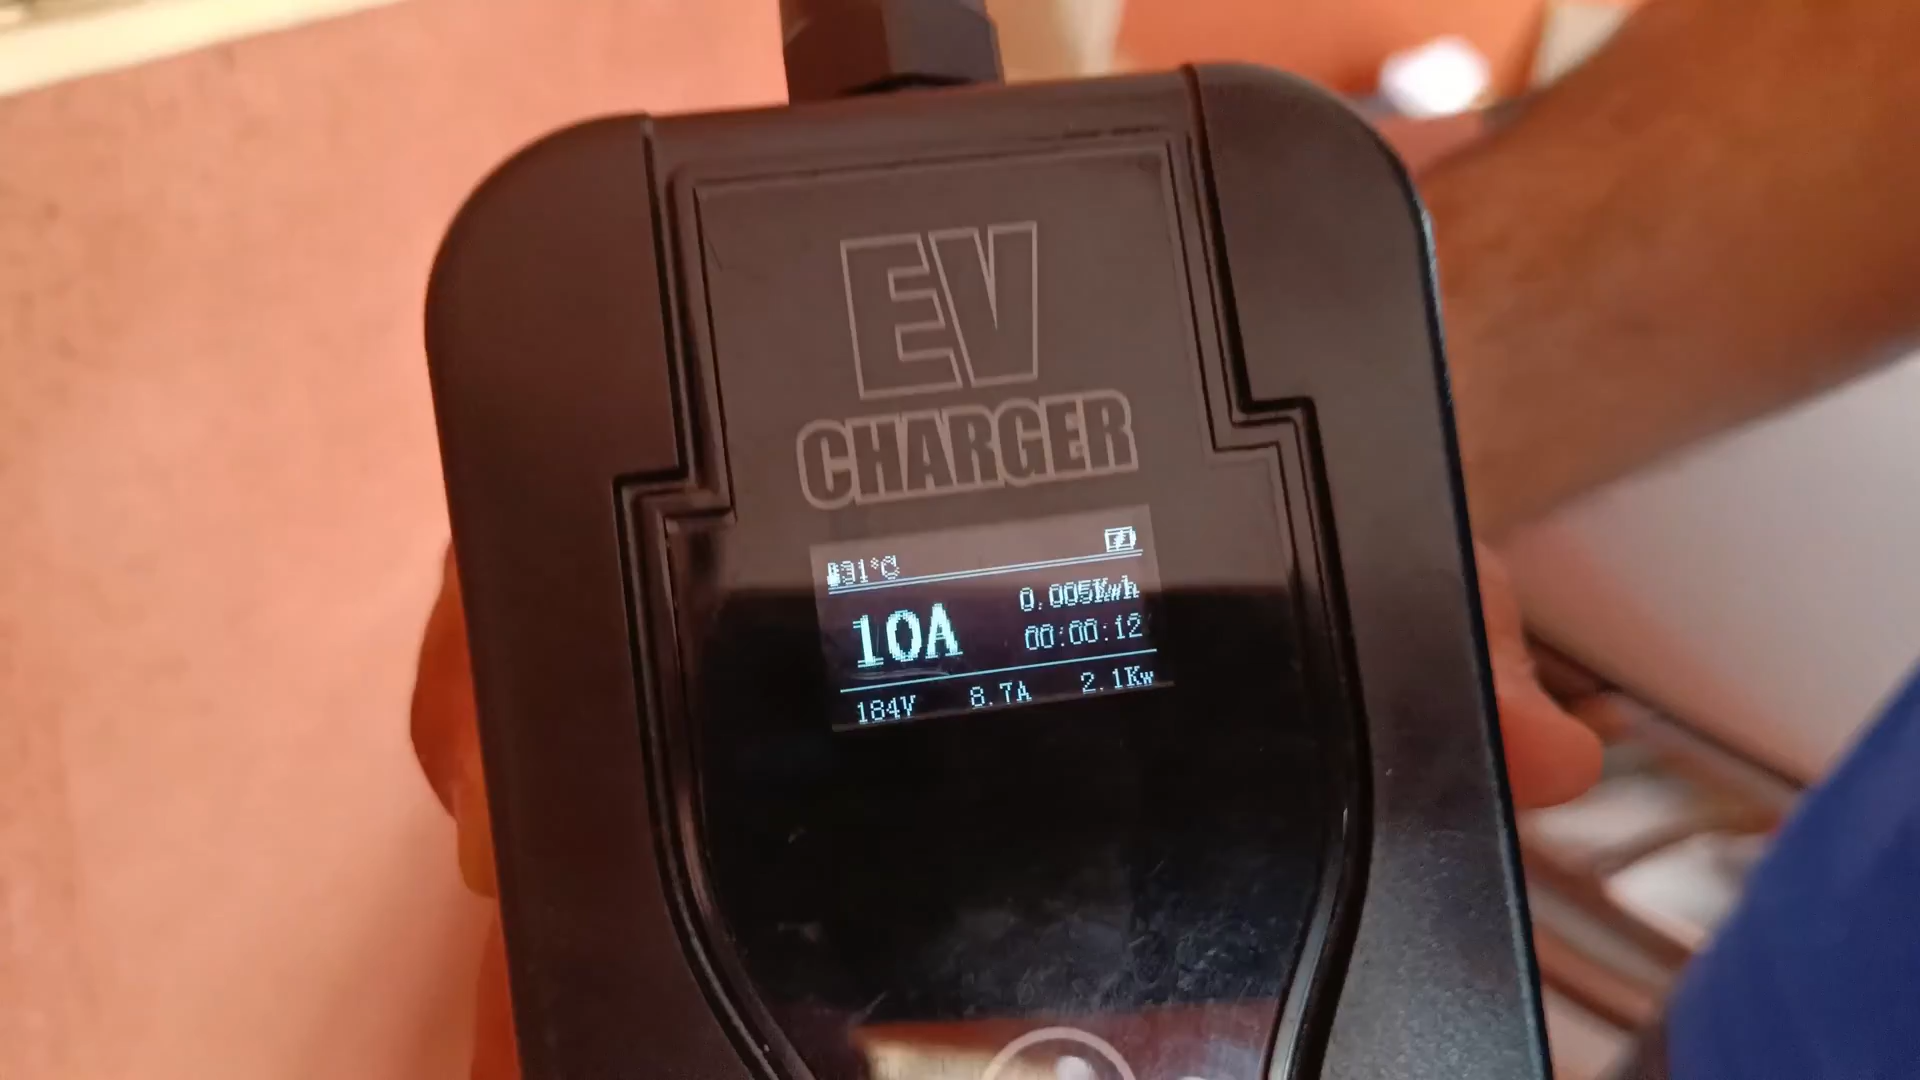 EV
CHARGER
31°C
10A
0.005Kwh
00:00:12
184V 8.7A 2.1Kw